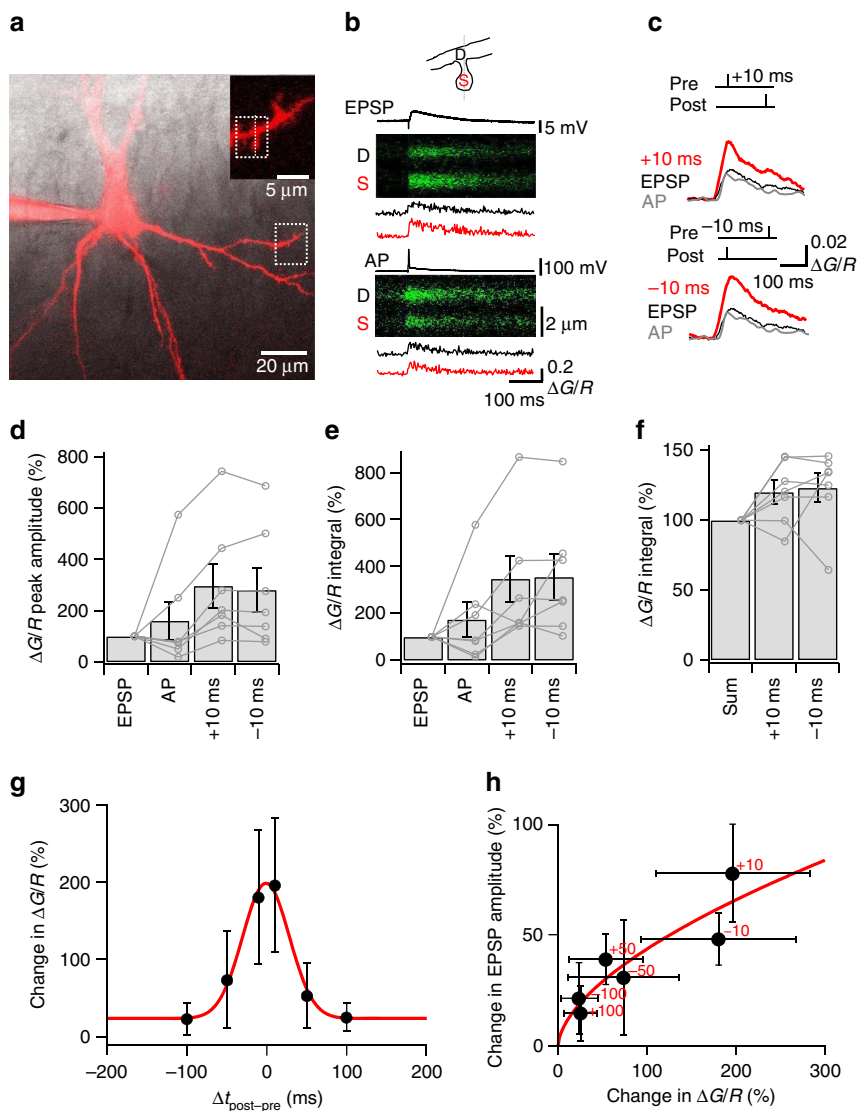 a
5 μm
20 μm
b
D
S
EPSP
5 mV
D
S
AP
100 mV
D
S
2 μm
0.2
ΔG/R
100 ms
c
Pre +10 ms
Post
+10 ms
EPSP
AP
Pre −10 ms
Post
0.02
ΔG/R
100 ms
−10 ms
EPSP
AP
d
ΔG/R peak amplitude (%)
800
600
400
200
0
EPSP
AP
+10 ms
−10 ms
e
ΔG/R integral (%)
800
600
400
200
0
EPSP
AP
+10 ms
−10 ms
f
ΔG/R integral (%)
150
100
50
0
Sum
+10 ms
−10 ms
g
Change in ΔG/R (%)
300
200
100
0
−200 −100 0 100 200
Δtpost–pre (ms)
h
Change in EPSP amplitude (%)
100
50
0
+10
−10
+50
−50
−100
+100
0 100 200 300
Change in ΔG/R (%)